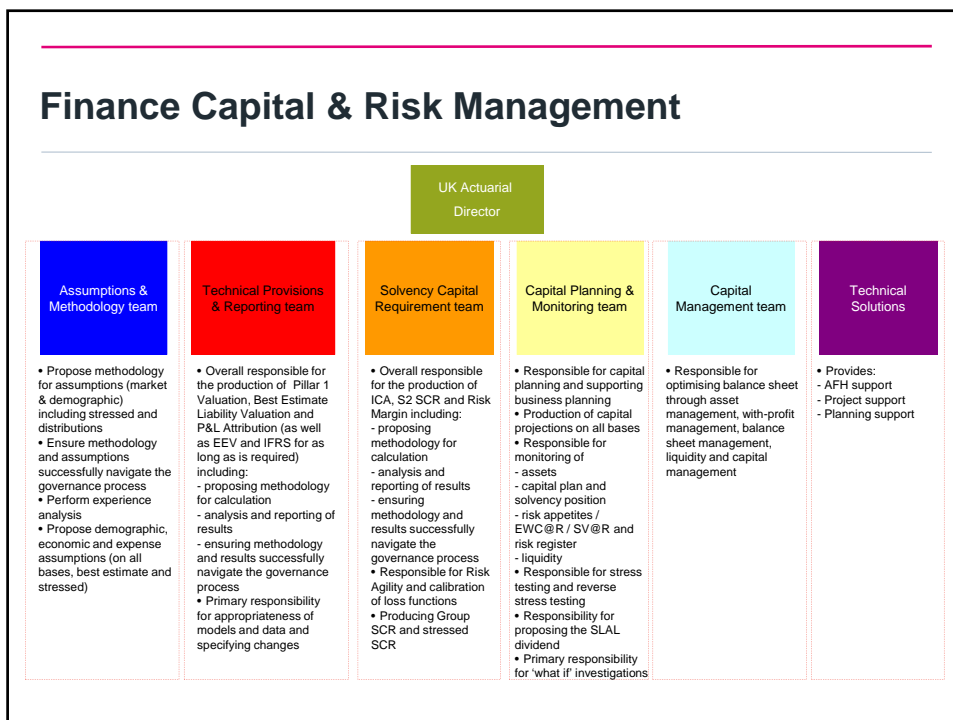 Finance Capital & Risk Management
UK Actuarial
Director
Assumptions &
Methodology team
• Propose methodology
for assumptions (market
& demographic)
including stressed and
distributions
• Ensure methodology
and assumptions
successfully navigate the
governance process
• Perform experience
analysis
• Propose demographic,
economic and expense
assumptions (on all
bases, best estimate and
stressed)
Technical Provisions
& Reporting team
• Overall responsible for
the production of Pillar 1
Valuation, Best Estimate
Liability Valuation and
P&L Attribution (as well
as EEV and IFRS for as
long as is required)
including:
- proposing methodology
for calculation
- analysis and reporting of
results
- ensuring methodology
and results successfully
navigate the governance
process
• Primary responsibility
for appropriateness of
models and data and
specifying changes
Solvency Capital
Requirement team
• Overall responsible
for the production of
ICA, S2 SCR and Risk
Margin including:
- proposing
methodology for
calculation
- analysis and
reporting of results
- ensuring
methodology and
results successfully
navigate the
governance process
• Responsible for Risk
Agility and calibration
of loss functions
• Producing Group
SCR and stressed
SCR
Capital Planning &
Monitoring team
• Responsible for capital
planning and supporting
business planning
• Production of capital
projections on all bases
• Responsible for
monitoring of
- assets
- capital plan and
solvency position
- risk appetites /
EWC@R / SV@R and
risk register
- liquidity
• Responsible for stress
testing and reverse
stress testing
• Responsibility for
proposing the SLAL
dividend
• Primary responsibility
for ‘what if’ investigations
Capital
Management team
• Responsible for
optimising balance sheet
through asset
management, with-profit
management, balance
sheet management,
liquidity and capital
management
Technical
Solutions
• Provides:
- AFH support
- Project support
- Planning support